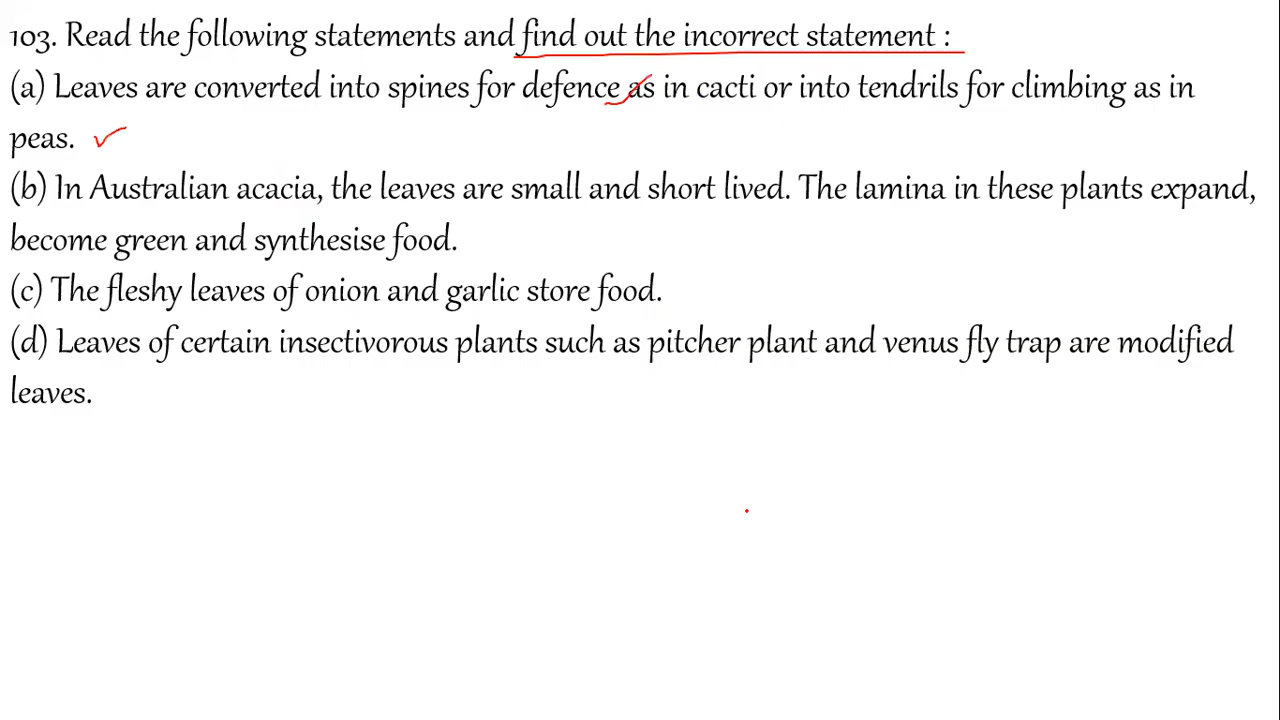 103. Read the following statements and find out the incorrect statement :
(a) Leaves are converted into spines for defence as in cacti or into tendrils for climbing as in
peas.
(b) In Australian acacia, the leaves are small and short lived. The lamina in these plants expand,
become green and synthesise food.
(c) The fleshy leaves of onion and garlic store food.
(d) Leaves of certain insectivorous plants such as pitcher plant and venus fly trap are modified
leaves.